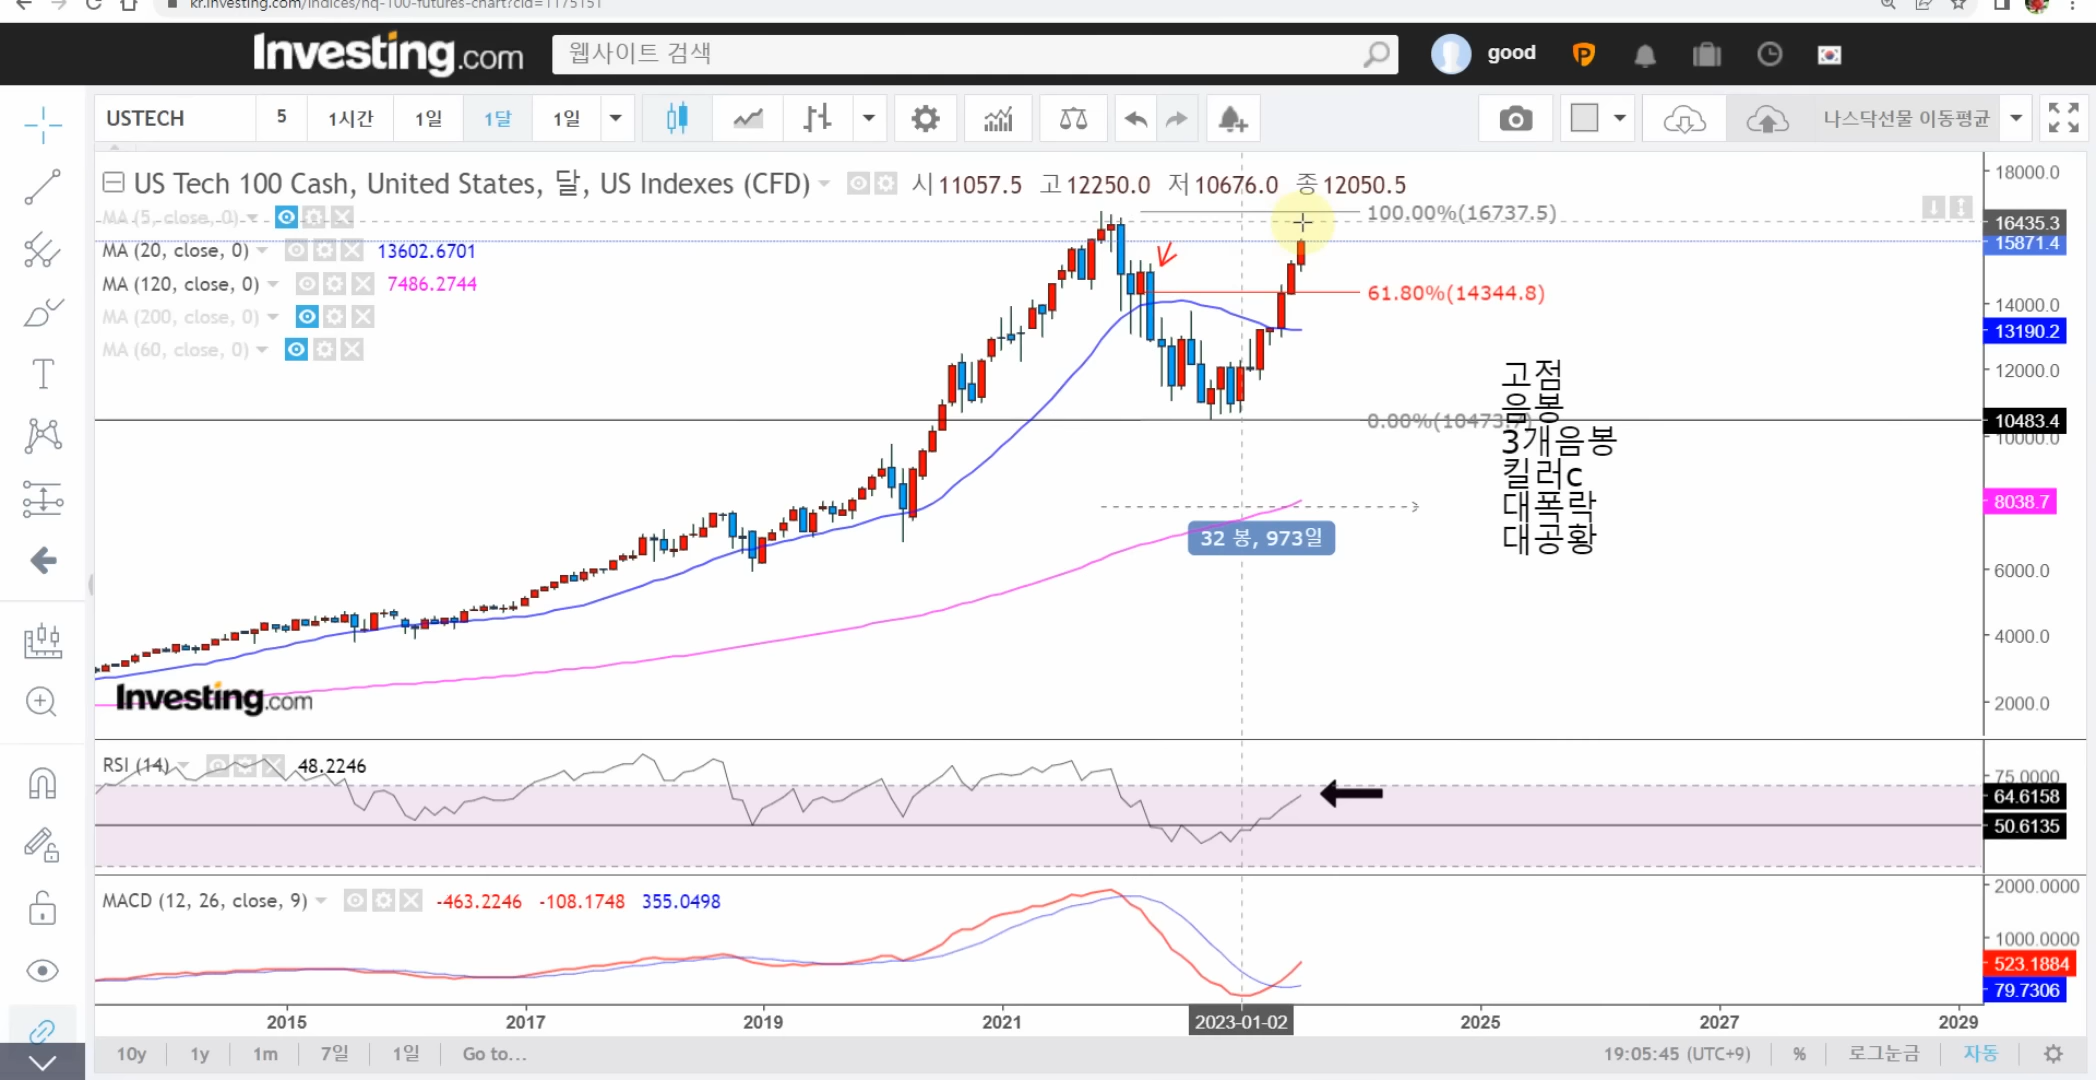 kr.investing.com/indices/nq-100-futures-chart?cid=1175151
Investing.com
웹사이트 검색
good
USTECH
5
1시간
1일
1달
1일
나스닥선물 이동평균
US Tech 100 Cash, United States, 달, US Indexes (CFD)
시 11057.5 고 12250.0 저 10676.0 종 12050.5
MA (5, close, 0)
MA (20, close, 0) 13602.6701
MA (120, close, 0) 7486.2744
MA (200, close, 0)
MA (60, close, 0)
100.00%(16737.5)
61.80%(14344.8)
0.00%(10473.
고점
음봉
3개음봉
킬러c
대폭락
대공황
32 봉, 973일
18000.0
16435.3
15871.4
14000.0
13190.2
12000.0
10483.4
10000.0
8038.7
6000.0
4000.0
2000.0
Investing.com
RSI (14) 48.2246
75.0000
64.6158
50.6135
MACD (12, 26, close, 9) -463.2246 -108.1748 355.0498
2000.0000
1000.0000
523.1884
79.7306
2015 2017 2019 2021 2023-01-02 2025 2027 2029
10y 1y 1m 7일 1일 Go to...
19:05:45 (UTC+9) % 로그눈금 자동